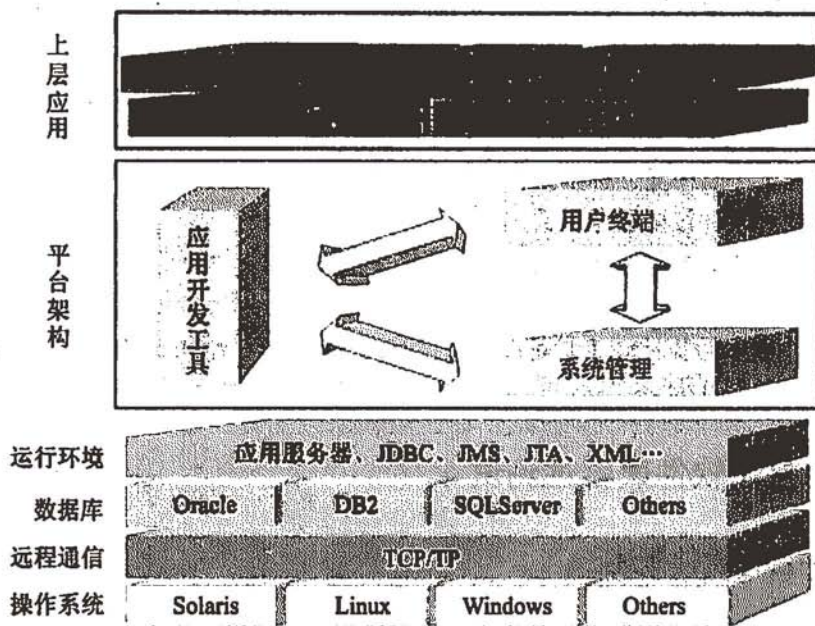 上层应用
平台架构
应用开发工具
用户终端
系统管理
运行环境
应用服务器、JDBC、JMS、JTA、XML…
数据库
Oracle DB2 SQLServer Others
远程通信
TCP/TP
操作系统
Solaris Linux Windows Others